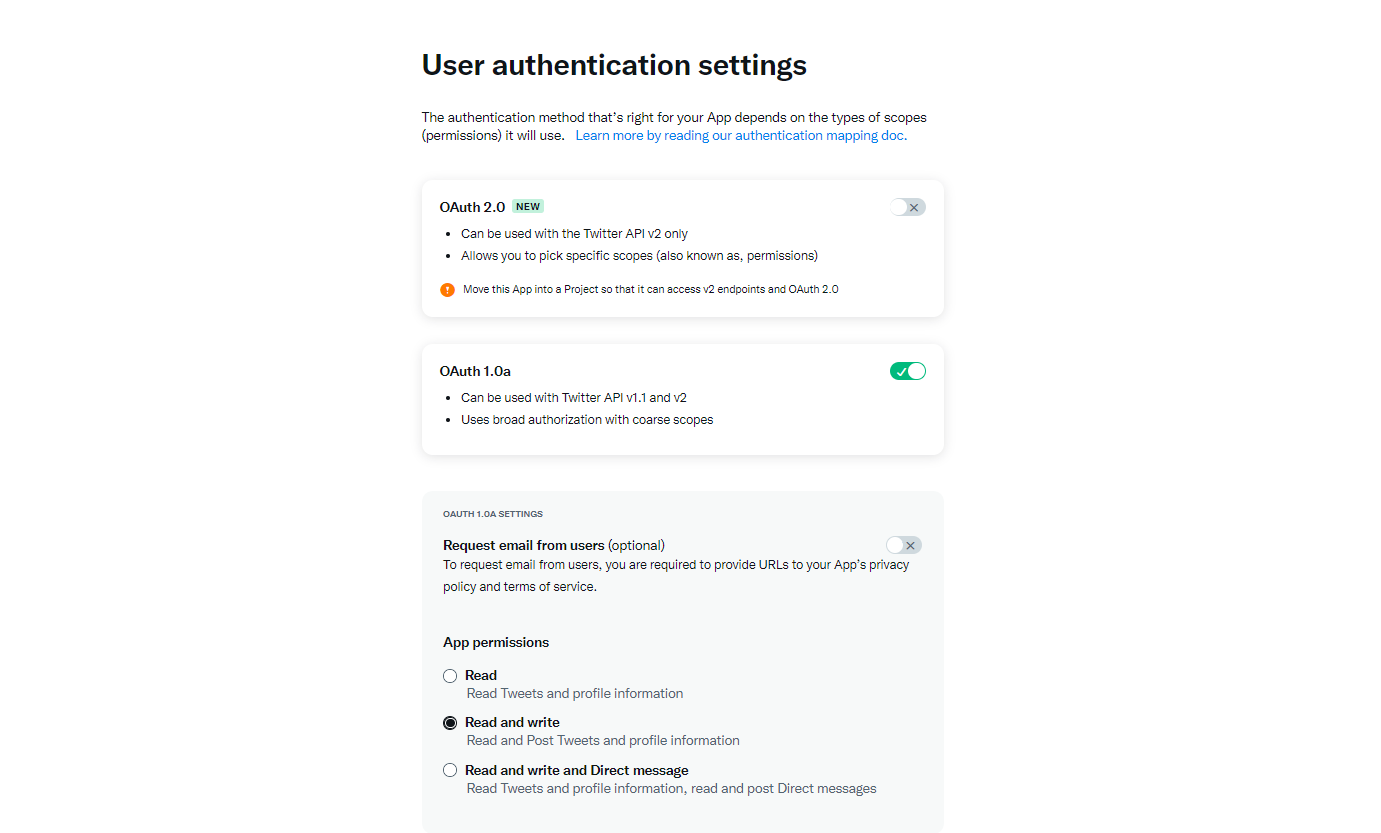 User authentication settings
The authentication method that's right for your App depends on the types of scopes
(permissions) it will use. Learn more by reading our authentication mapping doc.
OAuth 2.0 NEW
• Can be used with the Twitter API v2 only
• Allows you to pick specific scopes (also known as, permissions)
Move this App into a Project so that it can access v2 endpoints and OAuth 2.0
OAuth 1.0a
• Can be used with Twitter API v1.1 and v2
• Uses broad authorization with coarse scopes
OAUTH 1.0A SETTINGS
Request email from users (optional)
To request email from users, you are required to provide URLs to your App's privacy
policy and terms of service.
App permissions
Read
Read Tweets and profile information
Read and write
Read and Post Tweets and profile information
Read and write and Direct message
Read Tweets and profile information, read and post Direct messages